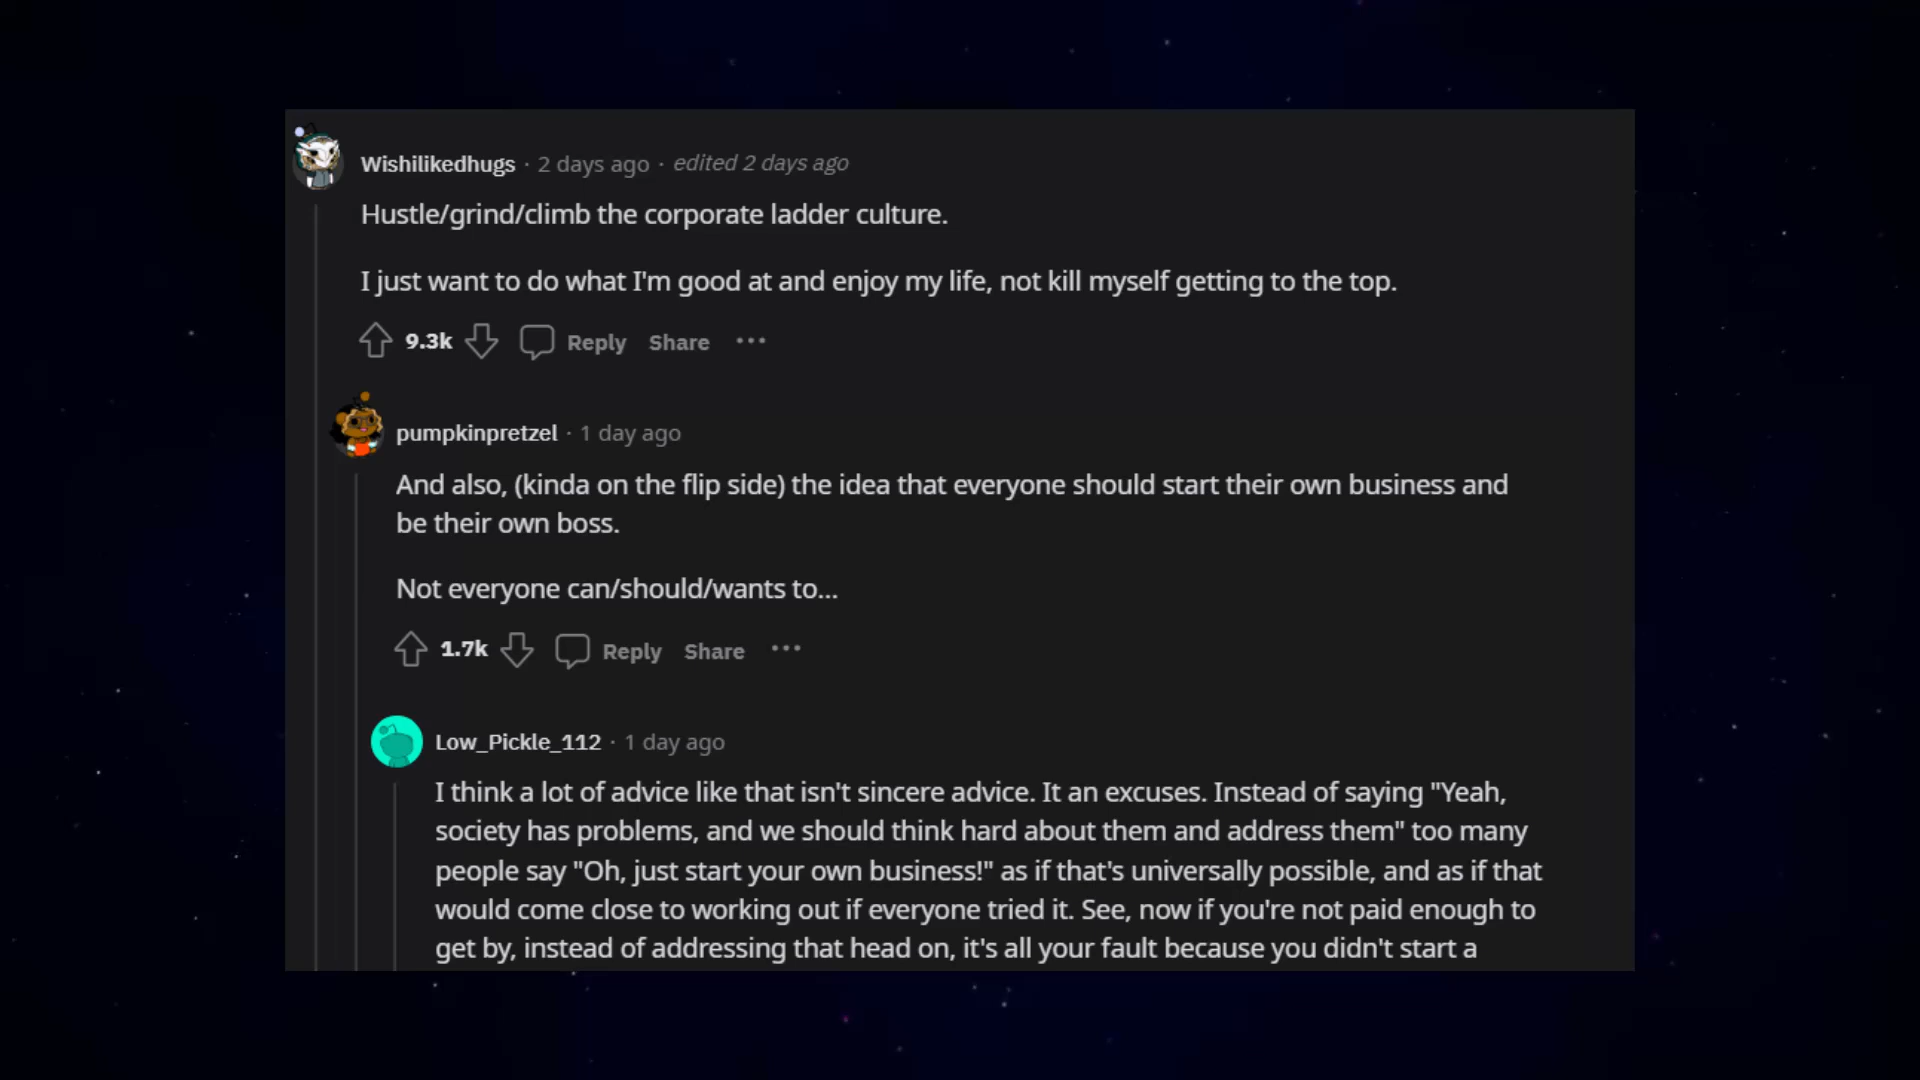 Wishilikedhugs · 2 days ago · edited 2 days ago
Hustle/grind/climb the corporate ladder culture.
I just want to do what I'm good at and enjoy my life, not kill myself getting to the top.
9.3k Reply Share ···
pumpkinpretzel · 1 day ago
And also, (kinda on the flip side) the idea that everyone should start their own business and
be their own boss.
Not everyone can/should/wants to...
1.7k Reply Share ···
Low_Pickle_112 · 1 day ago
I think a lot of advice like that isn't sincere advice. It an excuses. Instead of saying "Yeah,
society has problems, and we should think hard about them and address them" too many
people say "Oh, just start your own business!" as if that's universally possible, and as if that
would come close to working out if everyone tried it. See, now if you're not paid enough to
get by, instead of addressing that head on, it's all your fault because you didn't start a